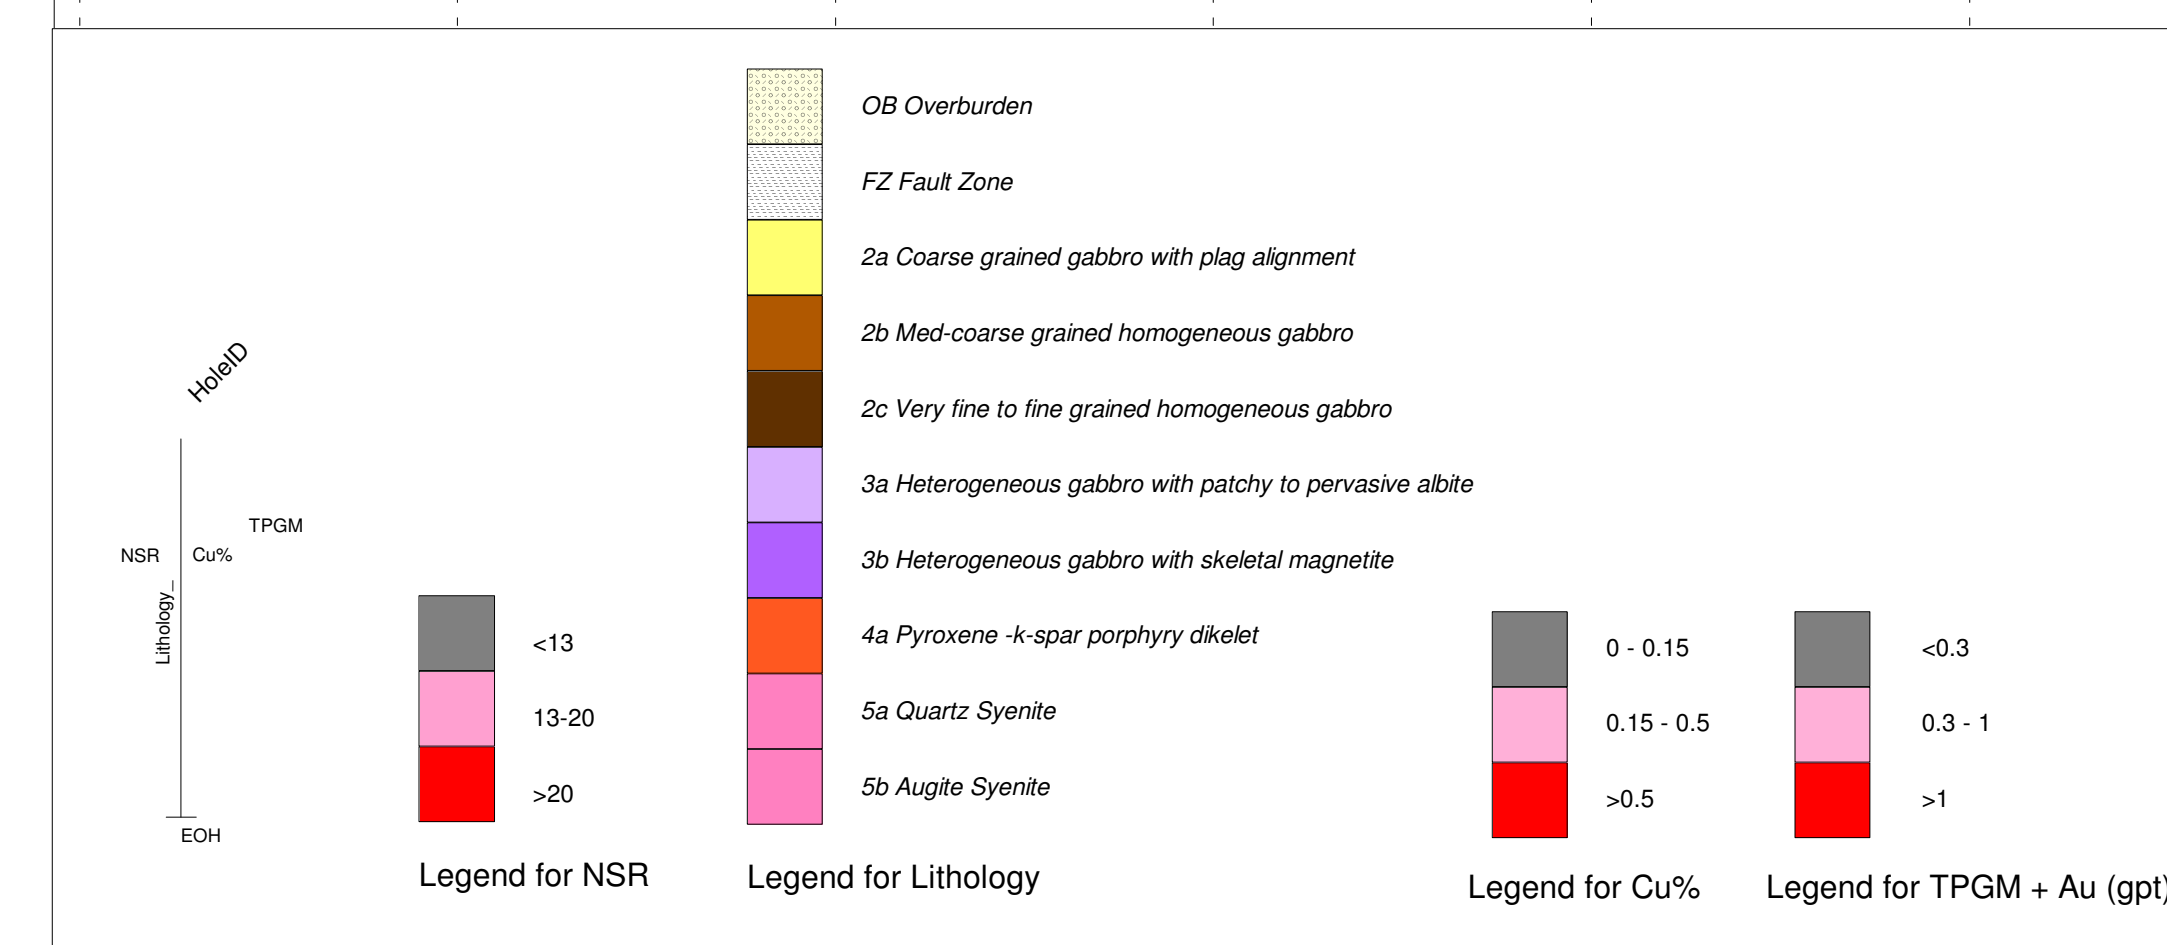 OB Overburden
FZ Fault Zone
2a Coarse grained gabbro with plag alignment
2b Med-coarse grained homogeneous gabbro
2c Very fine to fine grained homogeneous gabbro
3a Heterogeneous gabbro with patchy to pervasive albite
3b Heterogeneous gabbro with skeletal magnetite
4a Pyroxene -k-spar porphyry dikelet
5a Quartz Syenite
5b Augite Syenite
Legend for Lithology
HoleID
TPGM
NSR Cu%
Lithology_
EOH
<13
13-20
>20
Legend for NSR
0 - 0.15
0.15 - 0.5
>0.5
Legend for Cu%
<0.3
0.3 - 1
>1
Legend for TPGM + Au (gpt)